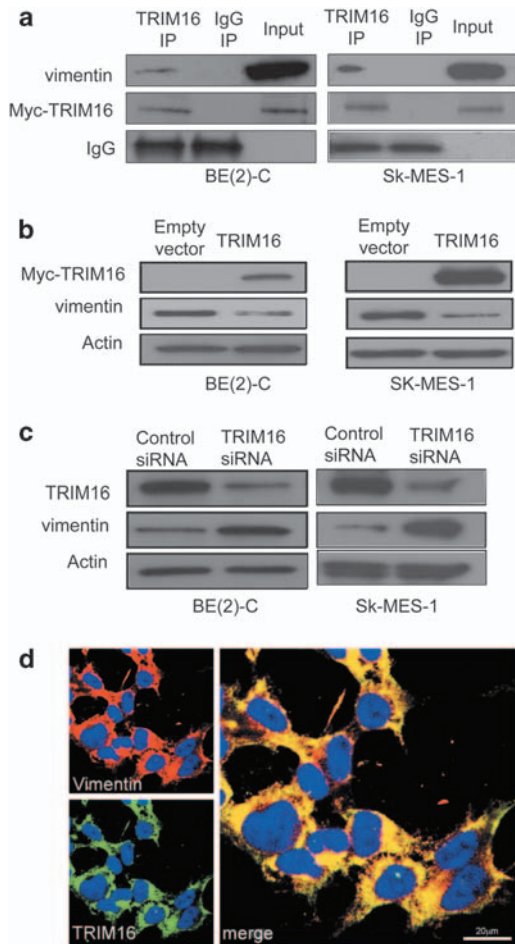 a
TRIM16 IP
IgG IP
Input
TRIM16 IP
IgG IP
Input
vimentin
Myc-TRIM16
IgG
BE(2)-C
Sk-MES-1
b
Empty vector
TRIM16
Empty vector
TRIM16
Myc-TRIM16
vimentin
Actin
BE(2)-C
SK-MES-1
c
Control siRNA
TRIM16 siRNA
Control siRNA
TRIM16 siRNA
TRIM16
vimentin
Actin
BE(2)-C
Sk-MES-1
d
Vimentin
TRIM16
merge
20μm